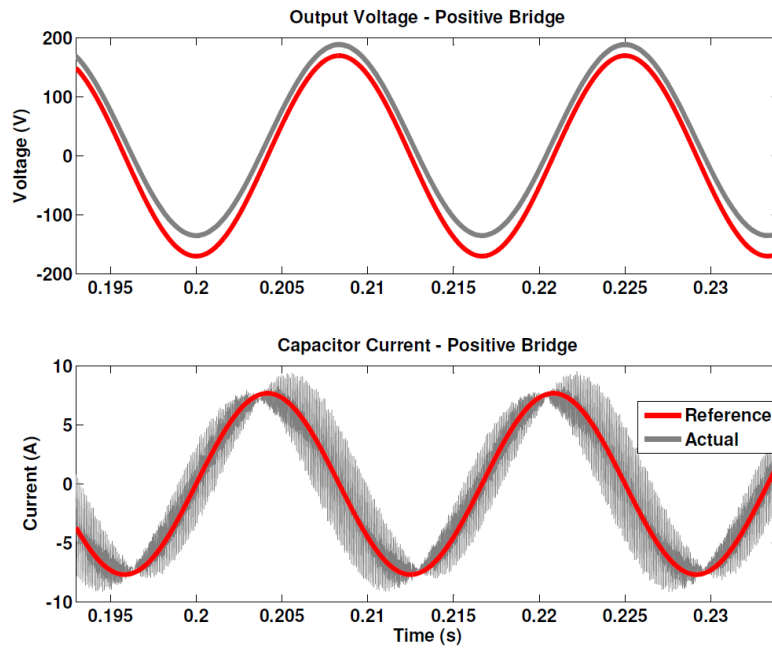 Output Voltage - Positive Bridge
200
100
0
-100
-200
Voltage (V)
0.195 0.2 0.205 0.21 0.215 0.22 0.225 0.23
Capacitor Current - Positive Bridge
10
5
0
-5
-10
Current (A)
Reference
Actual
0.195 0.2 0.205 0.21 0.215 0.22 0.225 0.23
Time (s)